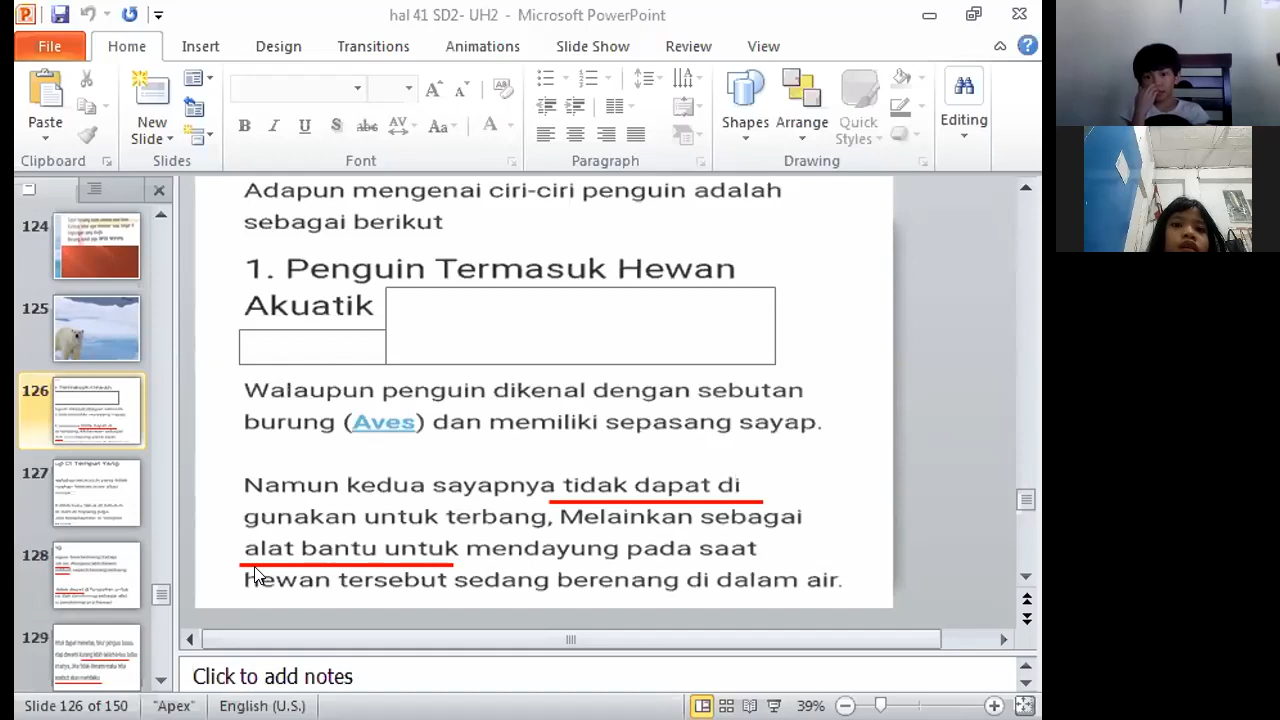 hal 41 SD2- UH2 - Microsoft PowerPoint
File Home Insert Design Transitions Animations Slide Show Review View
Paste New Slide Shapes Arrange Quick Styles Editing
Clipboard Slides Font Paragraph Drawing
124
125
126
127
128
129
Adapun mengenai ciri-ciri penguin adalah
sebagai berikut
1. Penguin Termasuk Hewan
Akuatik
Walaupun penguin dikenal dengan sebutan
burung (Aves) dan memiliki sepasang sayap.
Namun kedua sayapnya tidak dapat di
gunakan untuk terbang, Melainkan sebagai
alat bantu untuk mendayung pada saat
hewan tersebut sedang berenang di dalam air.
Click to add notes
Slide 126 of 150 "Apex" English (U.S.) 39%